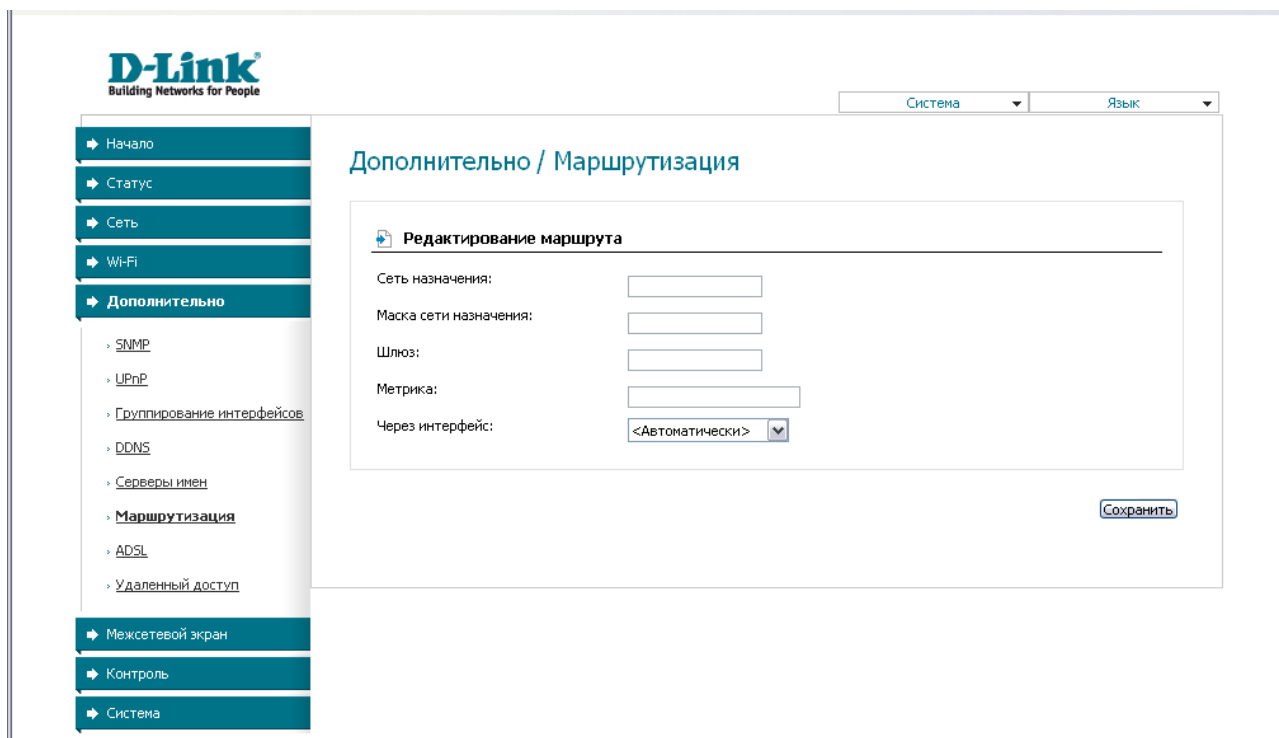 D-Link
Building Networks for People
Система
Язык
Начало
Статус
Сеть
Wi-Fi
Дополнительно
SNMP
UPnP
Группирование интерфейсов
DDNS
Серверы имен
Маршрутизация
ADSL
Удаленный доступ
Межсетевой экран
Контроль
Система
Дополнительно / Маршрутизация
Редактирование маршрута
Сеть назначения:
Маска сети назначения:
Шлюз:
Метрика:
Через интерфейс: <Автоматически>
Сохранить